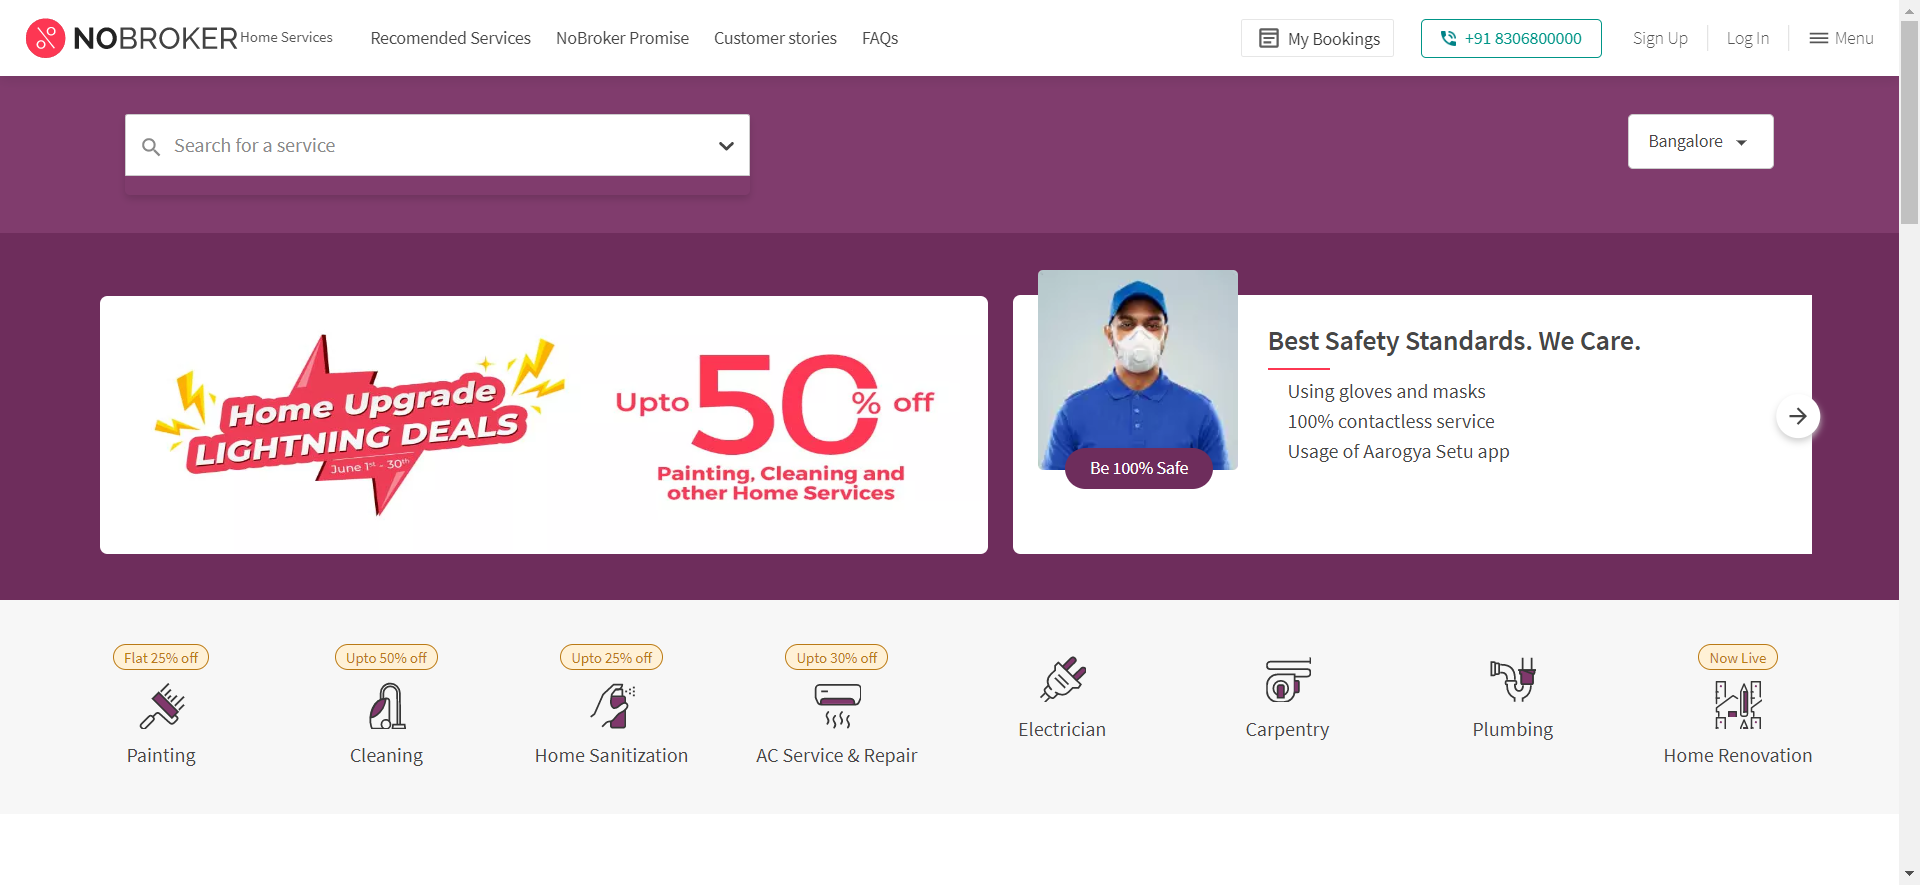 NOBROKER Home Services Recomended Services NoBroker Promise Customer stories FAQs My Bookings +91 8306800000 Sign Up Log In Menu
Search for a service
Bangalore
Home Upgrade
LIGHTNING DEALS
June 1st - 30th
Upto 50% off
Painting, Cleaning and
other Home Services
Be 100% Safe
Best Safety Standards. We Care.
Using gloves and masks
100% contactless service
Usage of Aarogya Setu app
Flat 25% off
Painting
Upto 50% off
Cleaning
Upto 25% off
Home Sanitization
Upto 30% off
AC Service & Repair
Electrician
Carpentry
Plumbing
Now Live
Home Renovation